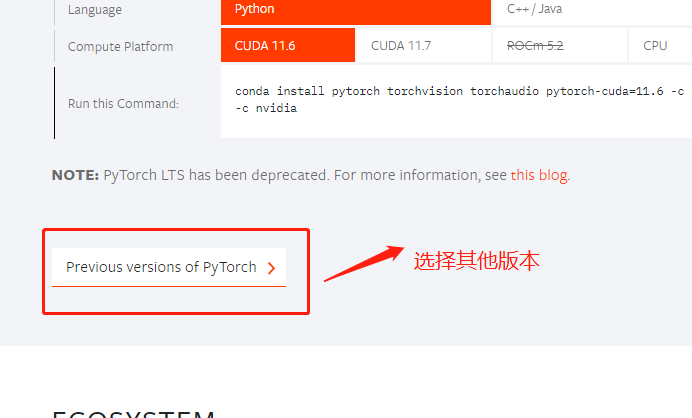 Language Python C++ / Java
Compute Platform CUDA 11.6 CUDA 11.7 ROCm 5.2 CPU
Run this Command: conda install pytorch torchvision torchaudio pytorch-cuda=11.6 -c
-c nvidia
NOTE: PyTorch LTS has been deprecated. For more information, see this blog.
Previous versions of PyTorch
选择其他版本
ECOSYSTEM